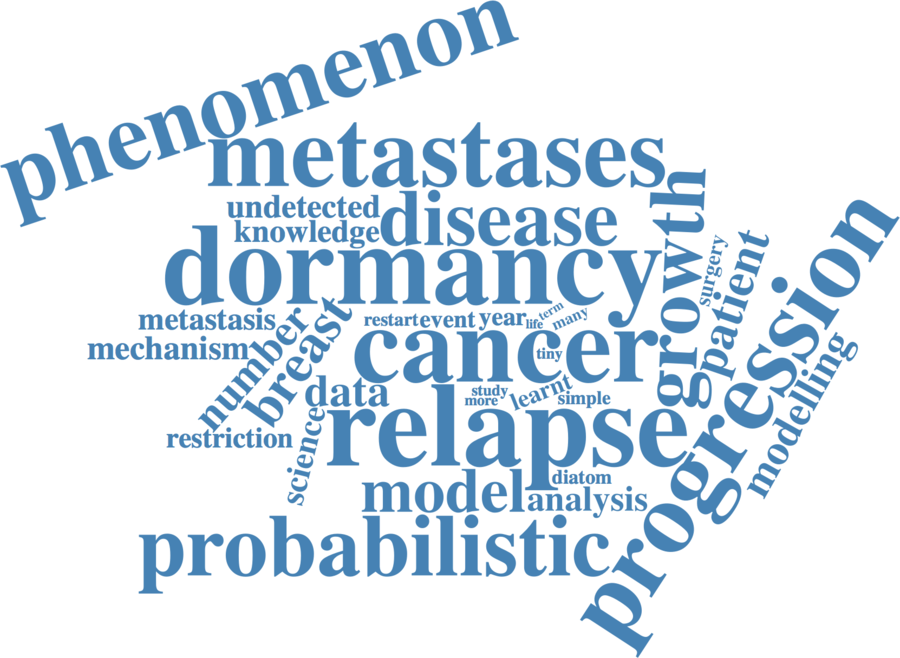 phenomenon
metastases
undetected
disease
knowledge
growth
dormancy
progression
surgery
patient
metastasis
restart
event
year
life
term
many
mechanism
number
breast
cancer
tiny
modelling
data
study
more
learnt
simple
relapse
restriction
science
diatom
model
analysis
probabilistic